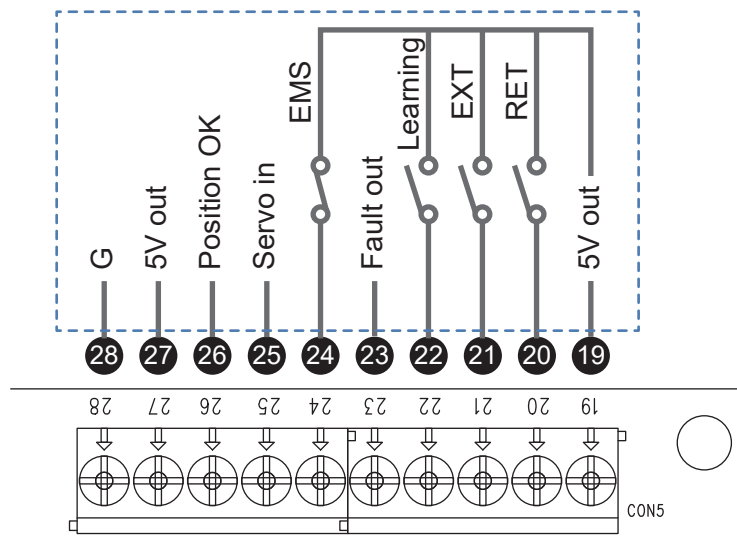 EMS
Learning
EXT
RET
G
5V out
Position OK
Servo in
Fault out
5V out
28 27 26 25 24 23 22 21 20 19
28 27 26 25 24 23 22 21 20 19
CON5